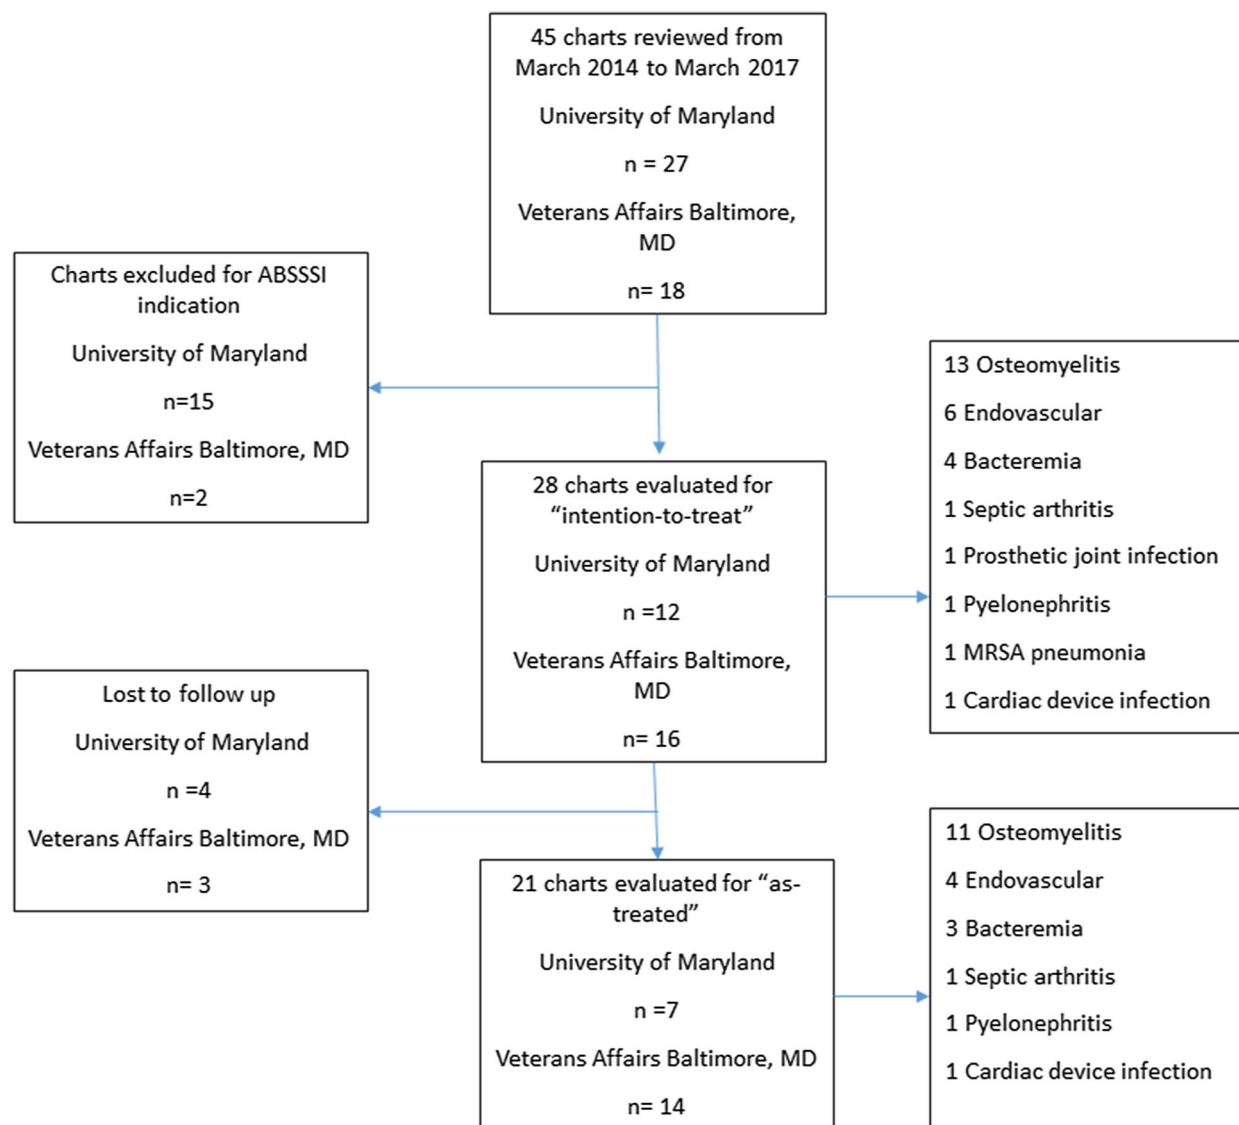 45 charts reviewed from
March 2014 to March 2017
University of Maryland
n = 27
Veterans Affairs Baltimore,
MD
n= 18
Charts excluded for ABSSSI
indication
University of Maryland
n=15
Veterans Affairs Baltimore, MD
n=2
28 charts evaluated for
“intention-to-treat”
University of Maryland
n =12
Veterans Affairs Baltimore,
MD
n= 16
13 Osteomyelitis
6 Endovascular
4 Bacteremia
1 Septic arthritis
1 Prosthetic joint infection
1 Pyelonephritis
1 MRSA pneumonia
1 Cardiac device infection
Lost to follow up
University of Maryland
n =4
Veterans Affairs Baltimore, MD
n= 3
21 charts evaluated for “as-
treated”
University of Maryland
n =7
Veterans Affairs Baltimore, MD
n= 14
11 Osteomyelitis
4 Endovascular
3 Bacteremia
1 Septic arthritis
1 Pyelonephritis
1 Cardiac device infection